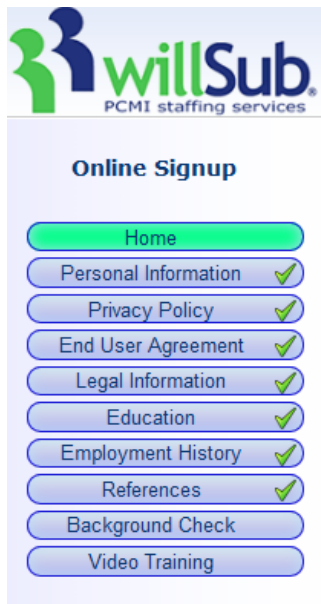 willSub®
PCMI staffing services
Online Signup
Home
Personal Information
Privacy Policy
End User Agreement
Legal Information
Education
Employment History
References
Background Check
Video Training